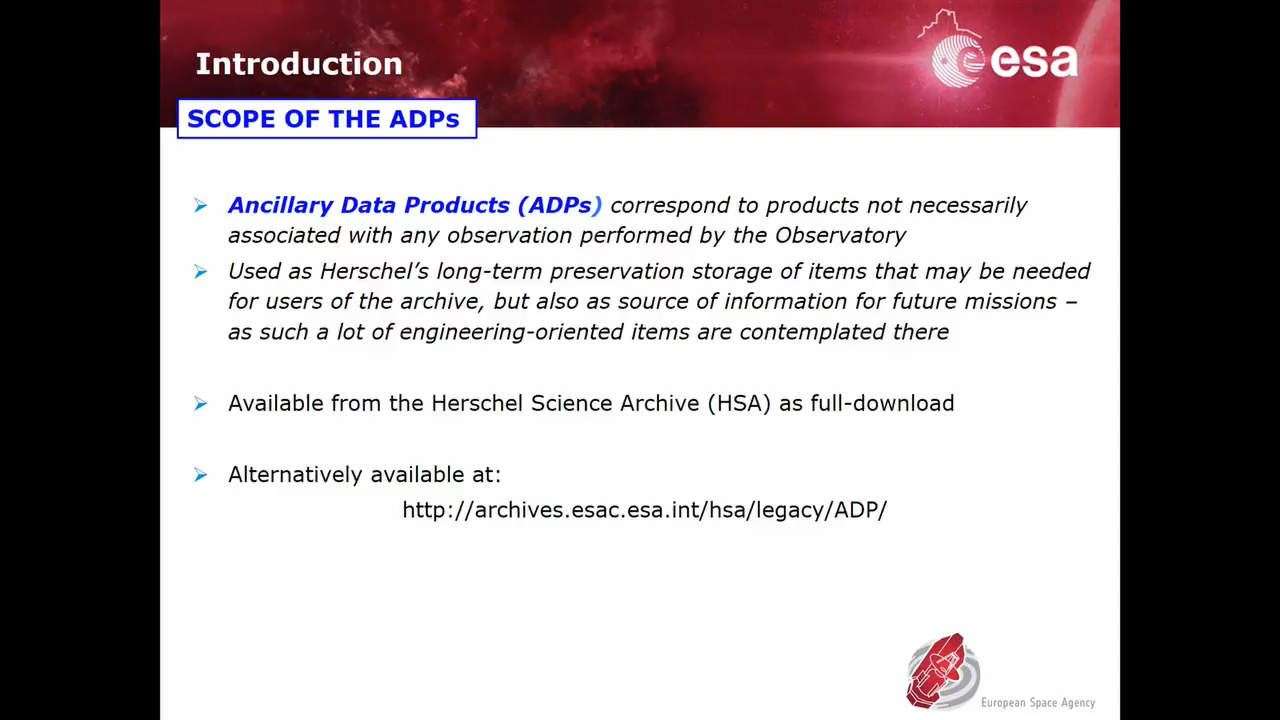 Introduction
esa
SCOPE OF THE ADPs
Ancillary Data Products (ADPs) correspond to products not necessarily
associated with any observation performed by the Observatory
Used as Herschel’s long-term preservation storage of items that may be needed
for users of the archive, but also as source of information for future missions –
as such a lot of engineering-oriented items are contemplated there
Available from the Herschel Science Archive (HSA) as full-download
Alternatively available at:
http://archives.esac.esa.int/hsa/legacy/ADP/
European Space Agency